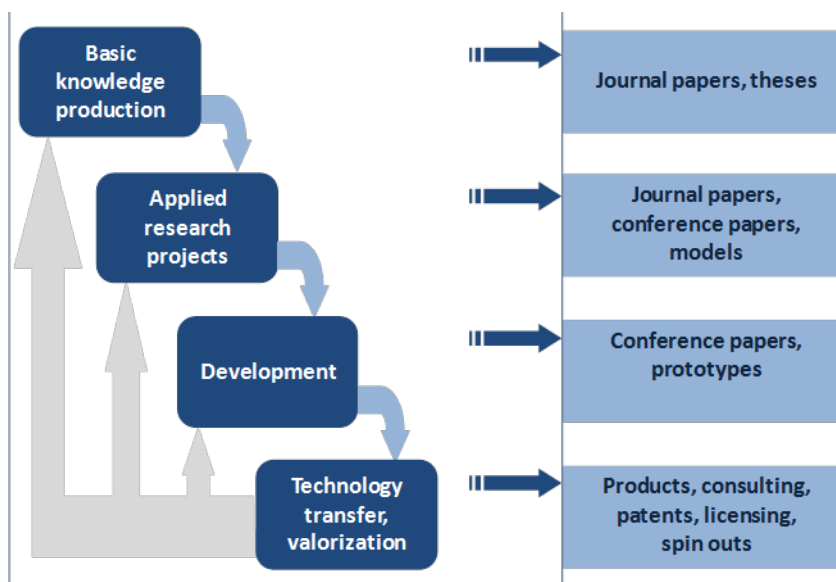 Basic
knowledge
production
Journal papers, theses
Applied
research
projects
Journal papers,
conference papers,
models
Development
Conference papers,
prototypes
Technology
transfer,
valorization
Products, consulting,
patents, licensing,
spin outs